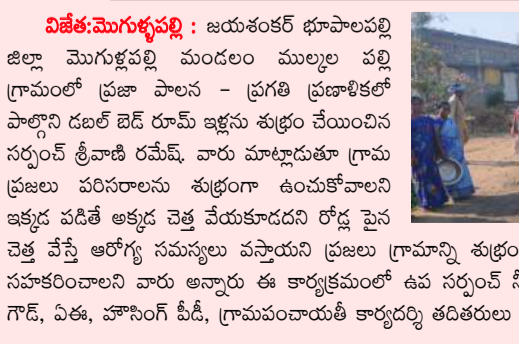 విజేత:మొగుళ్ళపల్లి : జయశంకర్ భూపాలపల్లి
జిల్లా మొగుళ్లపల్లి మండలం ముల్కల పల్లి
గ్రామంలో ప్రజా పాలన – ప్రగతి ప్రణాళికలో
పాల్గొని డబల్ బెడ్ రూమ్ ఇళ్లను శుభ్రం చేయించిన
సర్పంచ్ శ్రీవాణి రమేష్. వారు మాట్లాడుతూ గ్రామ
ప్రజలు పరిసరాలను శుభ్రంగా ఉంచుకోవాలని
ఇక్కడ పడితే అక్కడ చెత్త వేయకూడదని రోడ్ల పైన
చెత్త వేస్తే ఆరోగ్య సమస్యలు వస్తాయని ప్రజలు గ్రామాన్ని శుభ్రం
సహకరించాలని వారు అన్నారు ఈ కార్యక్రమంలో ఉప సర్పంచ్
గౌడ్, ఏఈ, హౌసింగ్ పీడీ, గ్రామపంచాయతీ కార్యదర్శి తదితరులు